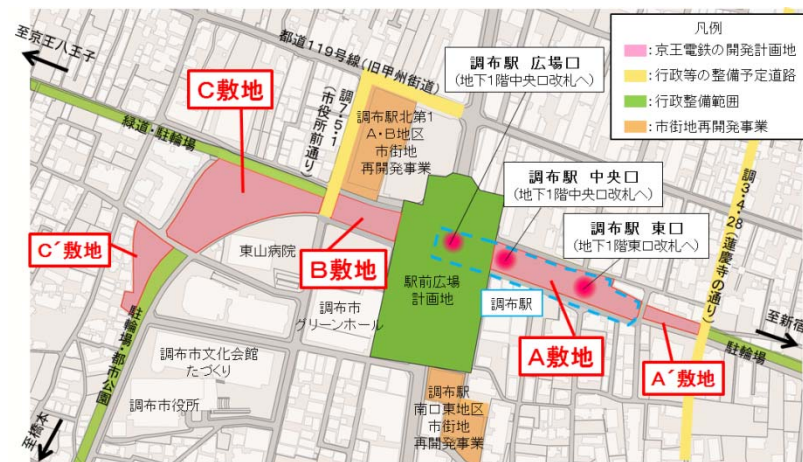 凡例
:京王電鉄の開発計画地
:行政等の整備予定道路
:行政整備範囲
:市街地再開発事業
至京王八王子
都道119号線(旧甲州街道)
調布駅 広場口
(地下1階中央口改札へ)
C敷地
調7・5・1
(市役所前通り)
調布駅北第1
A・B地区
市街地
再開発事業
緑道・駐輪場
調布駅 中央口
(地下1階中央口改札へ)
調3・4・28(蓮慶寺の通り)
調布駅 東口
(地下1階東口改札へ)
C´敷地
東山病院
B敷地
駅前広場
計画地
調布駅
至新宿
調布市
グリーンホール
A敷地
A´敷地
駐輪場
駐輪場・都市公園
調布市文化会館
たづくり
調布市役所
調布駅
南口東地区
市街地
再開発事業
至橋本